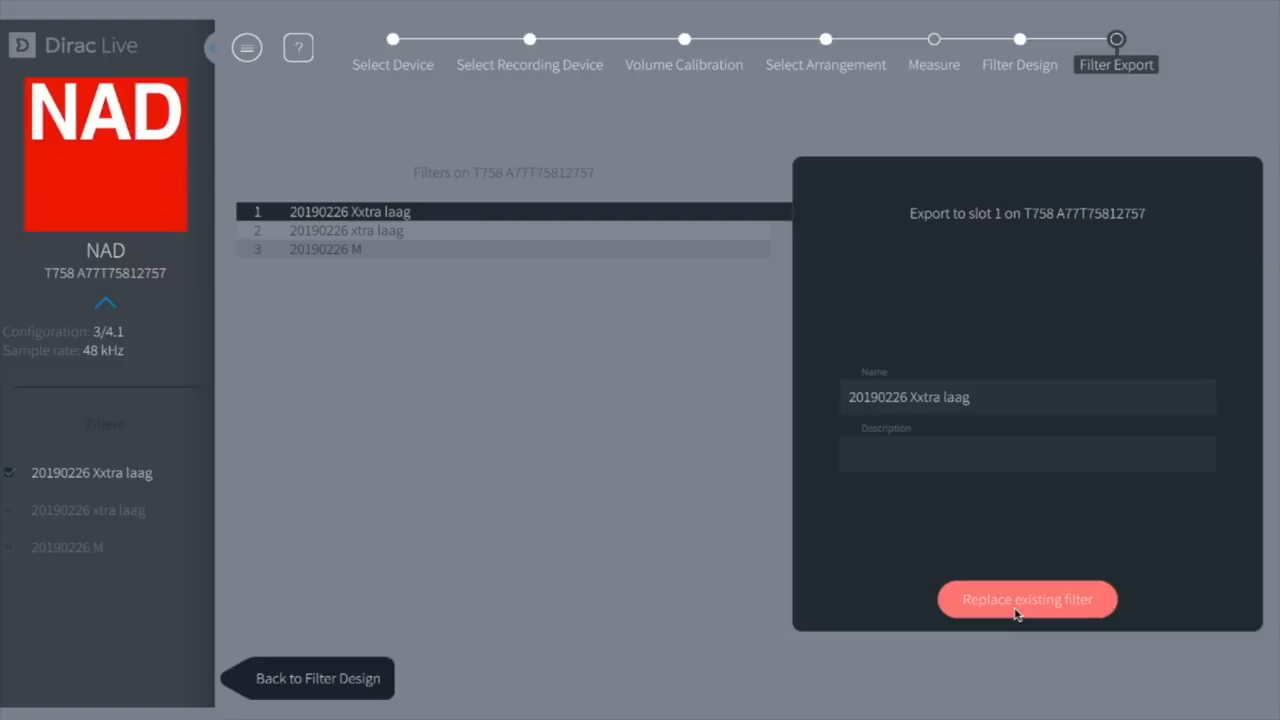 Dirac Live
NAD
NAD
T758 A77T75812757
Configuration: 3/4.1
Sample rate: 48 kHz
Filters
20190226 Xxtra laag
20190226 xtra laag
20190226 M
?
Select Device
Select Recording Device
Volume Calibration
Select Arrangement
Measure
Filter Design
Filter Export
Filters on T758 A77T75812757
1 20190226 Xxtra laag
2 20190226 xtra laag
3 20190226 M
Export to slot 1 on T758 A77T75812757
Name
20190226 Xxtra laag
Description
Replace existing filter
Back to Filter Design